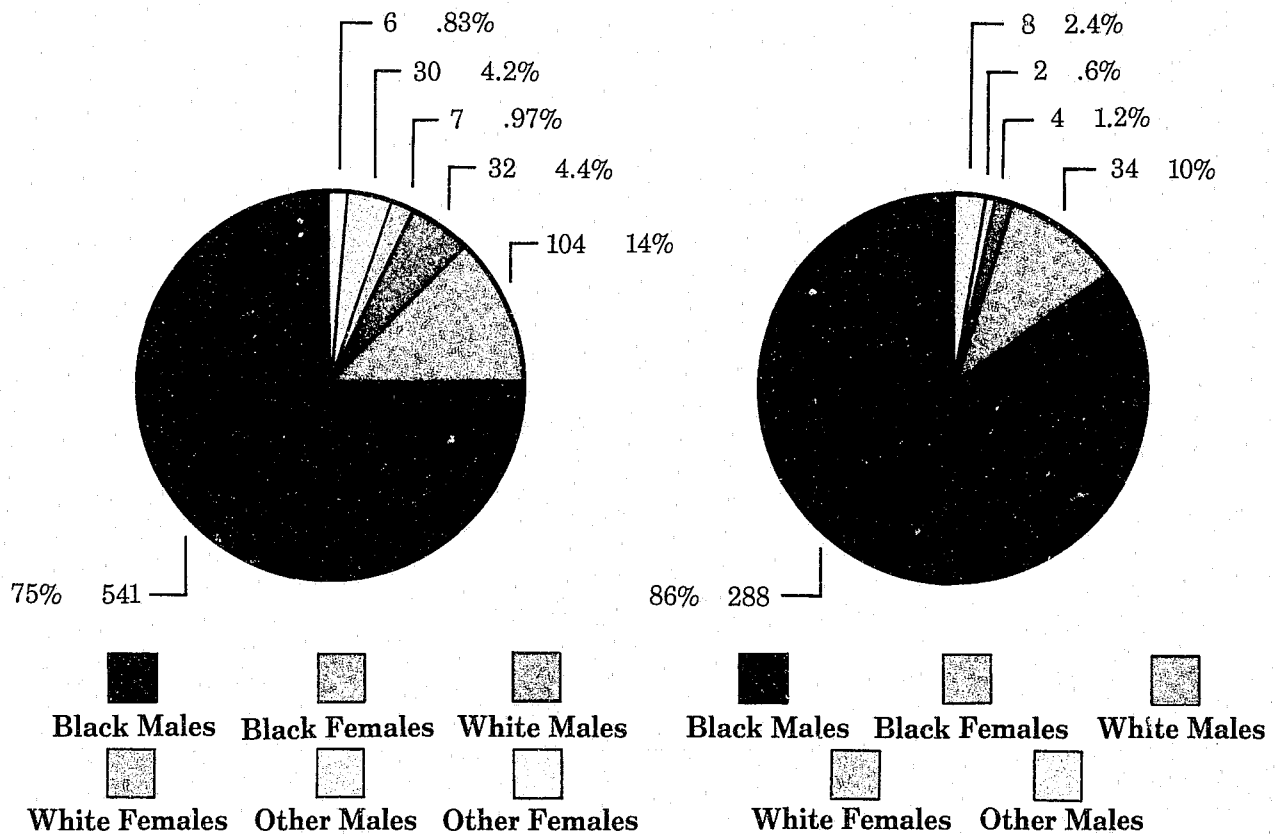 6 .83%
30 4.2%
7 .97%
32 4.4%
104 14%
75% 541
Black Males Black Females White Males
White Females Other Males Other Females
8 2.4%
2 .6%
4 1.2%
34 10%
86% 288
Black Males Black Females White Males
White Females Other Males